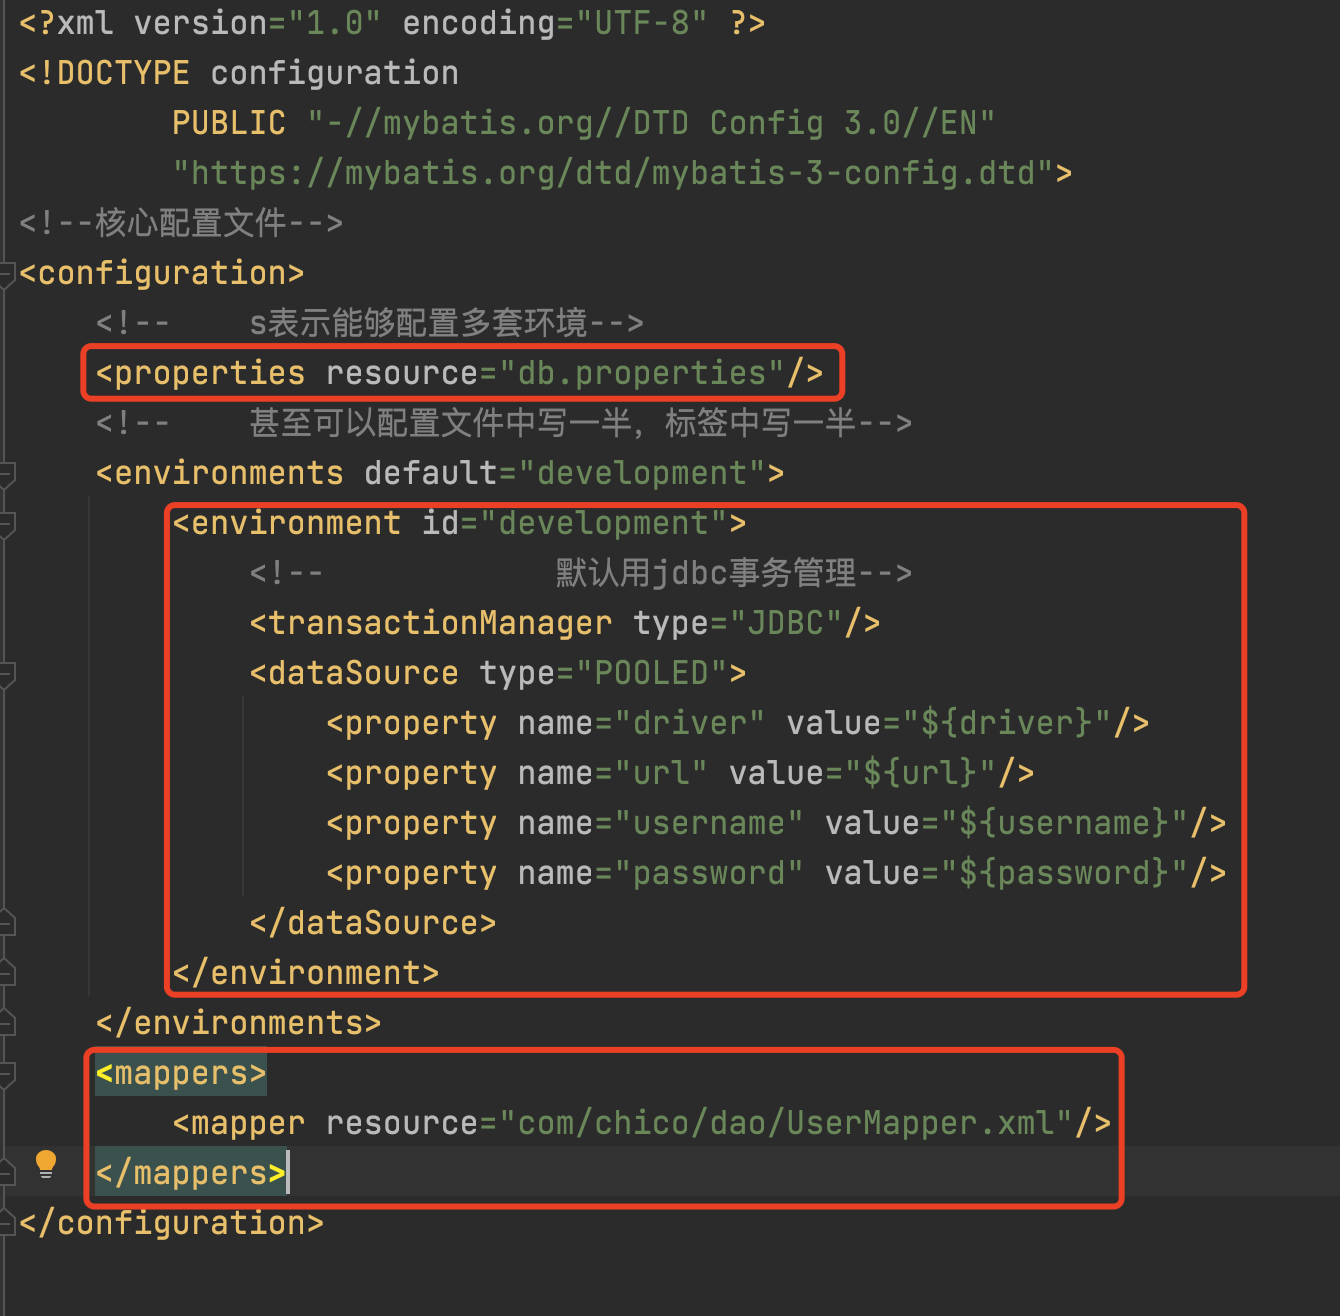 <?xml version="1.0" encoding="UTF-8" ?>
<!DOCTYPE configuration
        PUBLIC "-//mybatis.org//DTD Config 3.0//EN"
        "https://mybatis.org/dtd/mybatis-3-config.dtd">
<!--核心配置文件-->
<configuration>
    <!--    s表示能够配置多套环境-->
    <properties resource="db.properties"/>
    <!--    甚至可以配置文件中写一半，标签中写一半-->
    <environments default="development">
        <environment id="development">
            <!--            默认用jdbc事务管理-->
            <transactionManager type="JDBC"/>
            <dataSource type="POOLED">
                <property name="driver" value="${driver}"/>
                <property name="url" value="${url}"/>
                <property name="username" value="${username}"/>
                <property name="password" value="${password}"/>
            </dataSource>
        </environment>
    </environments>
    <mappers>
        <mapper resource="com/chico/dao/UserMapper.xml"/>
    </mappers>
</configuration>